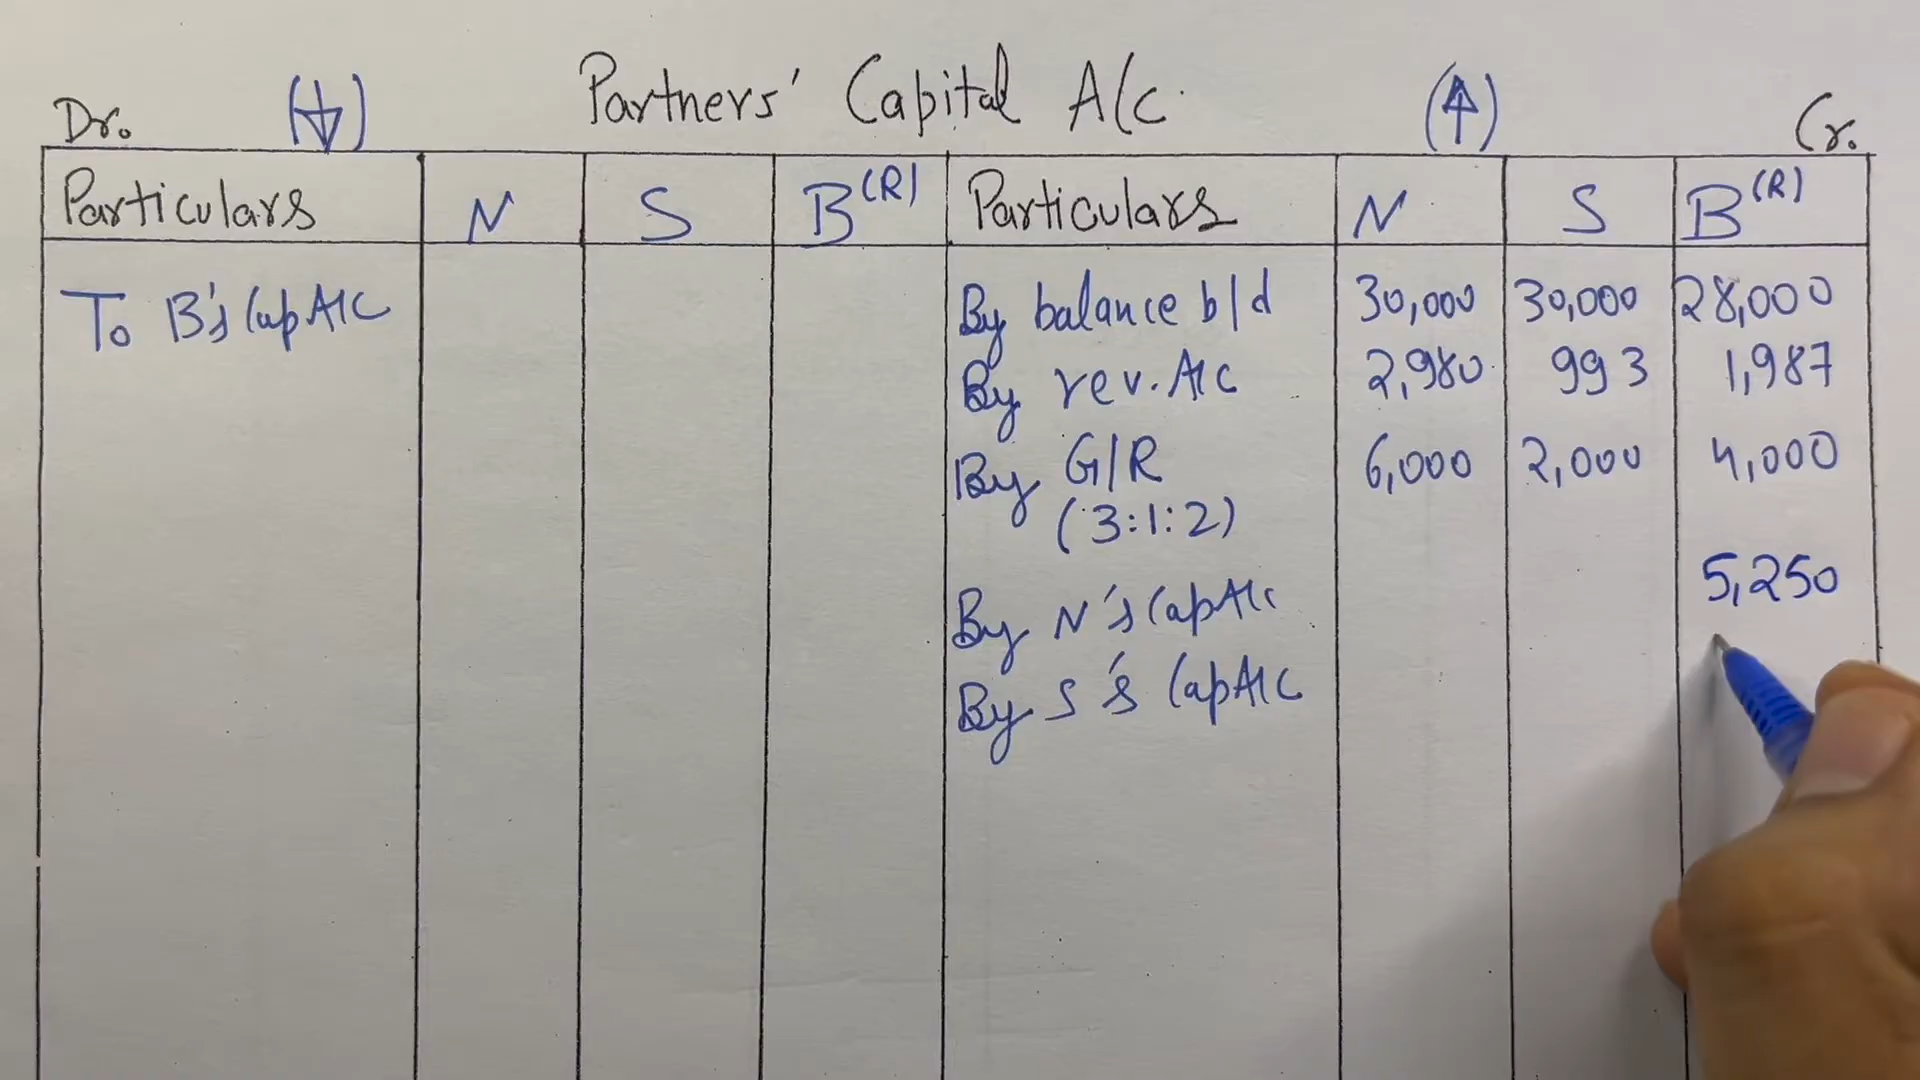 Partners' Capital A/c
Dr. (↓) (↑) Cr.
Particulars N S B(R) Particulars N S B(R)
To B's Cap A/C By balance b/d 30,000 30,000 28,000
By rev. A/C 2,980 993 1,987
By G/R 6,000 2,000 4,000
(3:1:2)
By N's Cap A/c 5,250
By S's Cap A/C